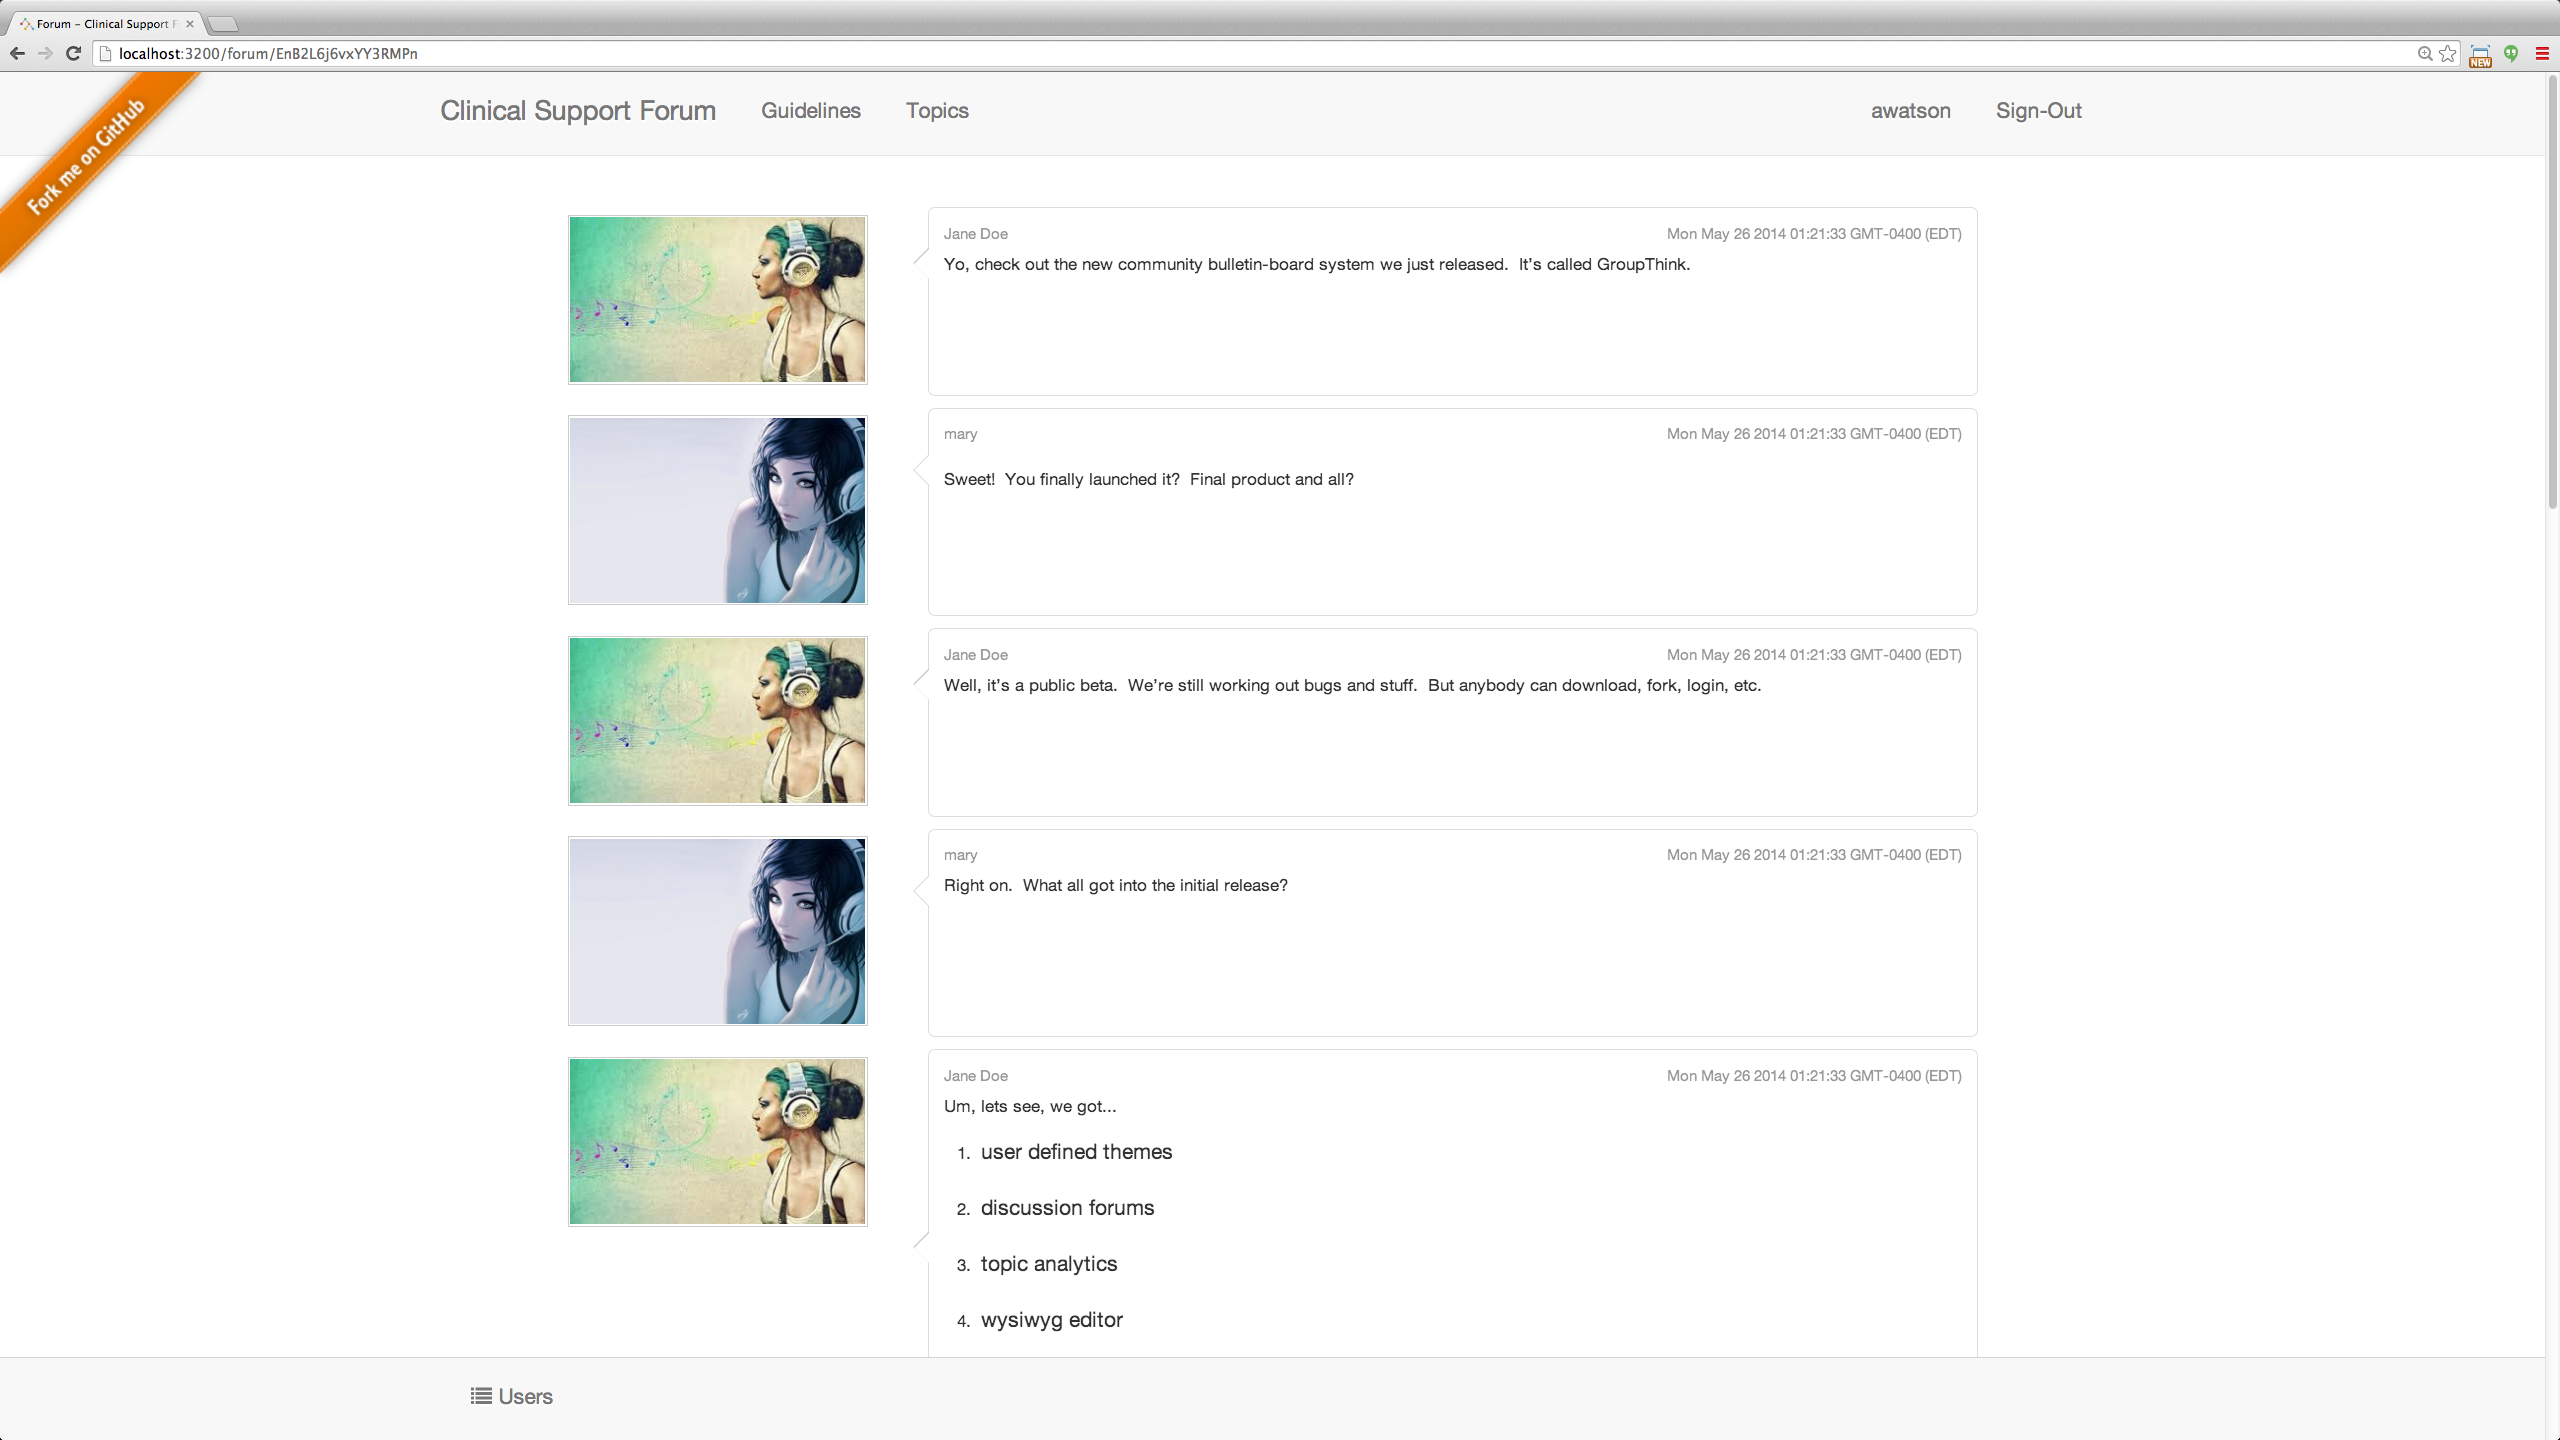 Forum – Clinical Support F
localhost:3200/forum/EnB2L6j6vxYY3RMPn
NEW
Fork me on GitHub
Clinical Support Forum Guidelines Topics awatson Sign-Out
Jane Doe Mon May 26 2014 01:21:33 GMT-0400 (EDT)
Yo, check out the new community bulletin-board system we just released. It's called GroupThink.
mary Mon May 26 2014 01:21:33 GMT-0400 (EDT)
Sweet! You finally launched it? Final product and all?
Jane Doe Mon May 26 2014 01:21:33 GMT-0400 (EDT)
Well, it's a public beta. We're still working out bugs and stuff. But anybody can download, fork, login, etc.
mary Mon May 26 2014 01:21:33 GMT-0400 (EDT)
Right on. What all got into the initial release?
Jane Doe Mon May 26 2014 01:21:33 GMT-0400 (EDT)
Um, lets see, we got...
1. user defined themes
2. discussion forums
3. topic analytics
4. wysiwyg editor
Users